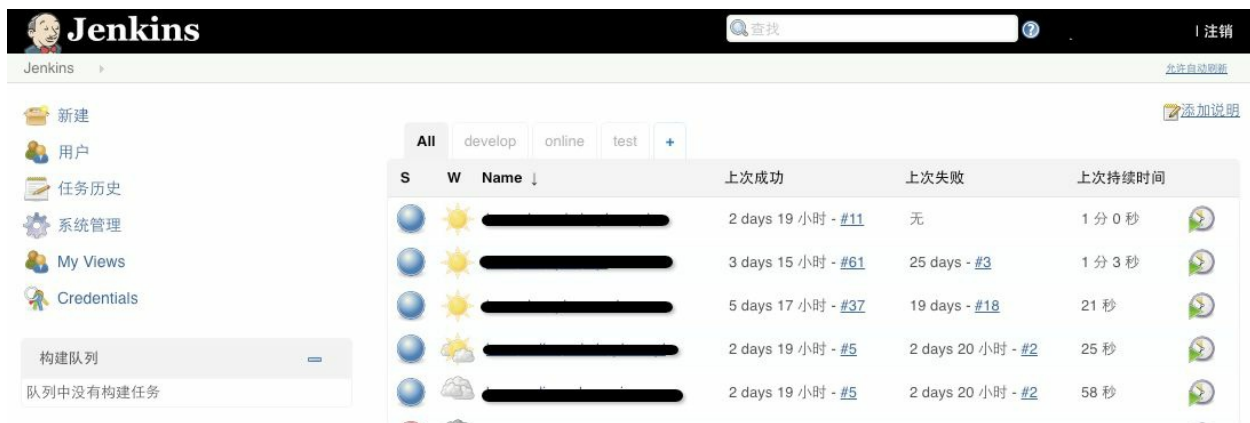 Jenkins
查找
| 注销
Jenkins
允许自动刷新
新建
用户
任务历史
系统管理
My Views
Credentials
构建队列
队列中没有构建任务
添加说明
All develop online test +
S W Name ↓ 上次成功 上次失败 上次持续时间
2 days 19 小时 - #11 无 1 分 0 秒
3 days 15 小时 - #61 25 days - #3 1 分 3 秒
5 days 17 小时 - #37 19 days - #18 21 秒
2 days 19 小时 - #5 2 days 20 小时 - #2 25 秒
2 days 19 小时 - #5 2 days 20 小时 - #2 58 秒